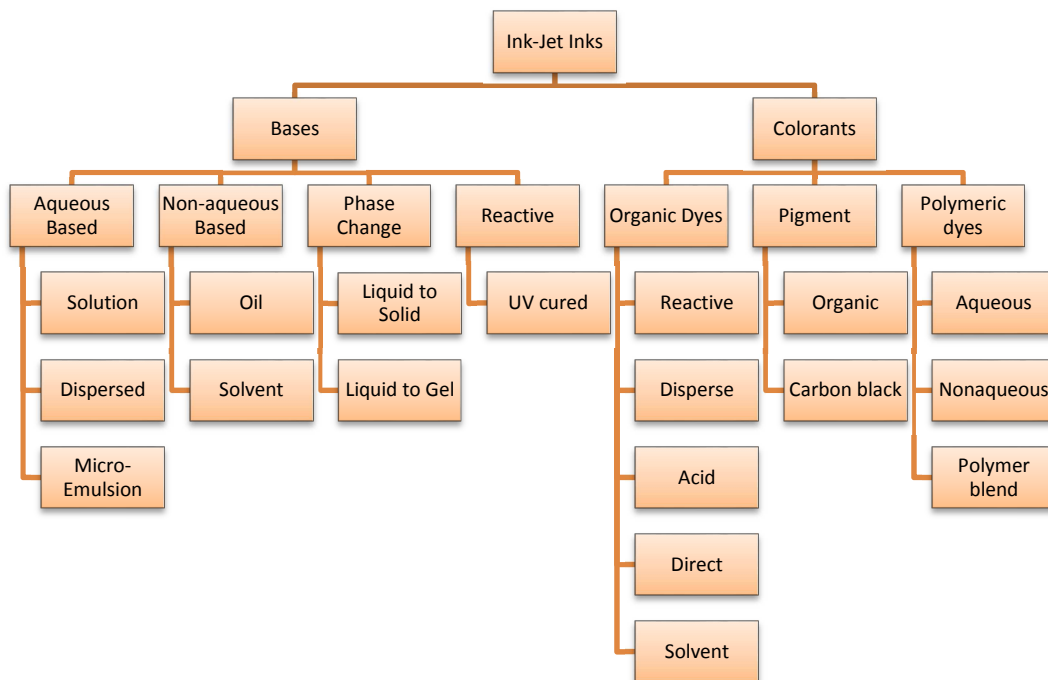 Ink-Jet Inks
Bases
Colorants
Aqueous
Based
Non-aqueous
Based
Phase
Change
Reactive
Organic Dyes
Pigment
Polymeric
dyes
Solution
Oil
Liquid to
Solid
UV cured
Reactive
Organic
Aqueous
Dispersed
Solvent
Liquid to Gel
Disperse
Carbon black
Nonaqueous
Micro-
Emulsion
Acid
Polymer
blend
Direct
Solvent